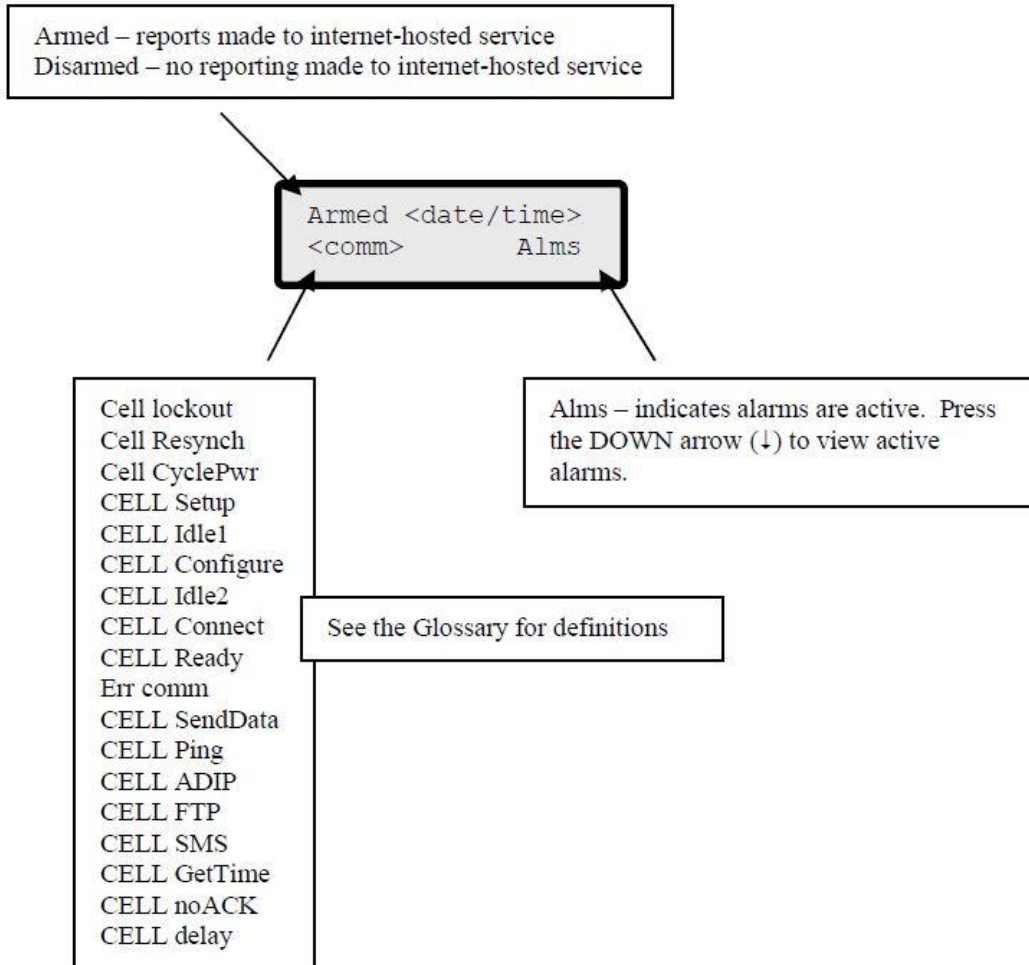 Armed – reports made to internet-hosted service
Disarmed – no reporting made to internet-hosted service
Armed <date/time>
<comm> Alms
Cell lockout
Cell Resynch
Cell CyclePwr
CELL Setup
CELL Idle1
CELL Configure
CELL Idle2
CELL Connect
CELL Ready
Err comm
CELL SendData
CELL Ping
CELL ADIP
CELL FTP
CELL SMS
CELL GetTime
CELL noACK
CELL delay
See the Glossary for definitions
Alms – indicates alarms are active. Press
the DOWN arrow (↓) to view active
alarms.